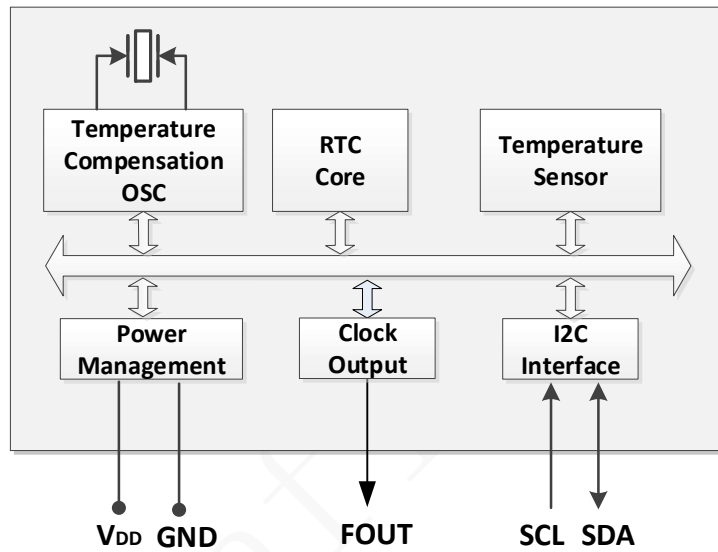 Temperature
Compensation
OSC
RTC
Core
Temperature
Sensor
Power
Management
Clock
Output
I2C
Interface
VDD GND FOUT SCL SDA